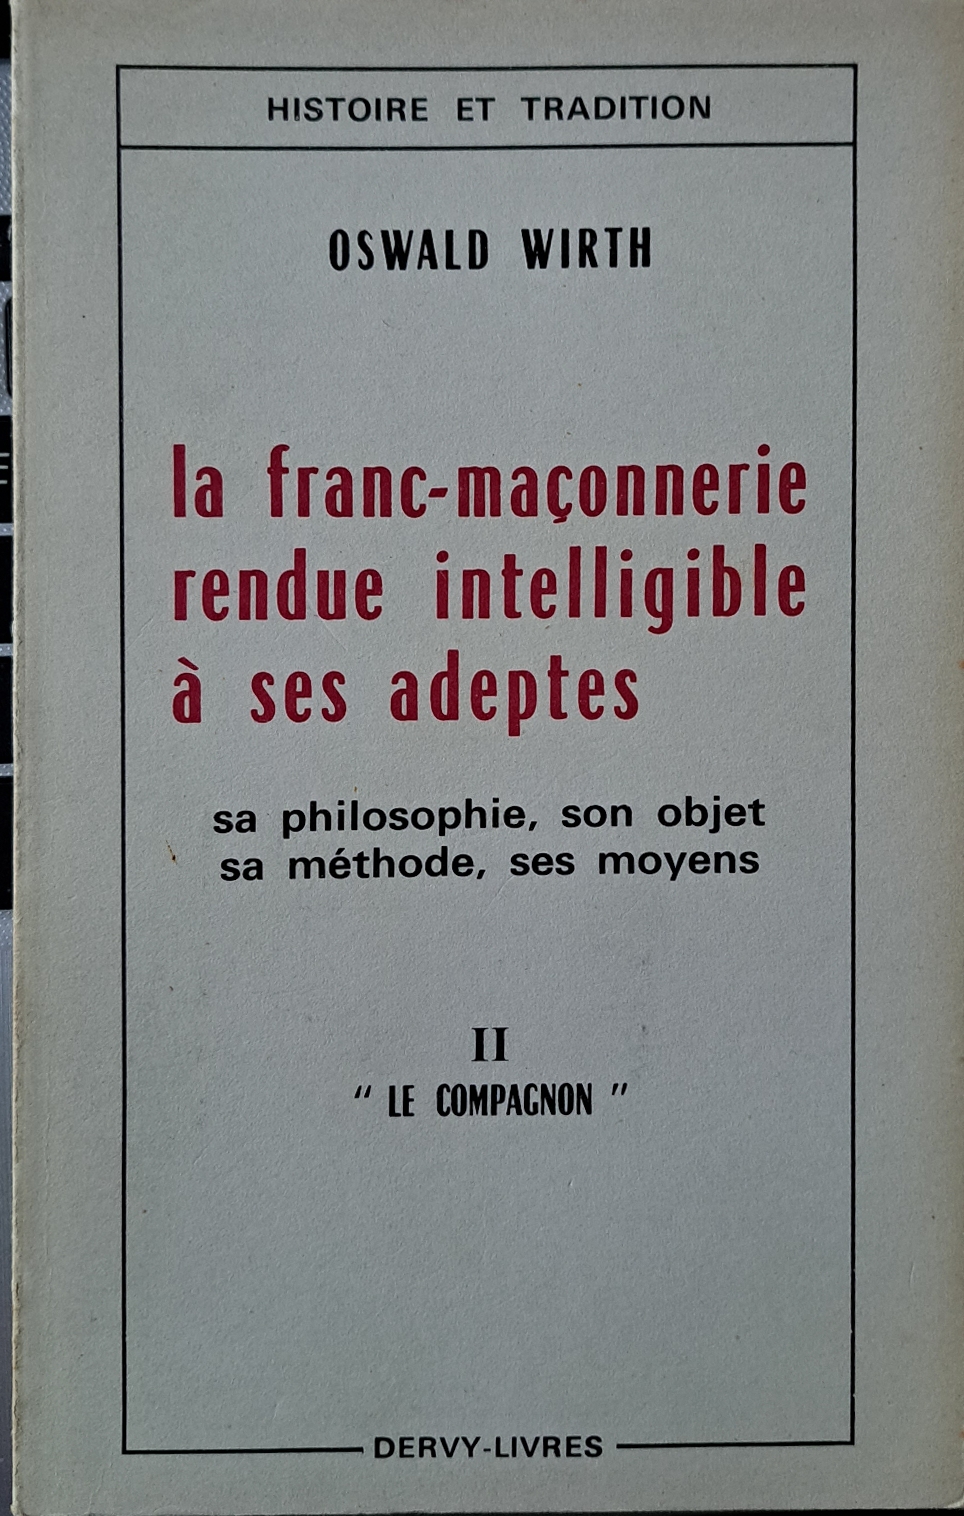 HISTOIRE ET TRADITION
OSWALD WIRTH
la franc-maçonnerie
rendue intelligible
à ses adeptes
sa philosophie, son objet
sa méthode, ses moyens
II
" LE COMPAGNON "
DERVY-LIVRES